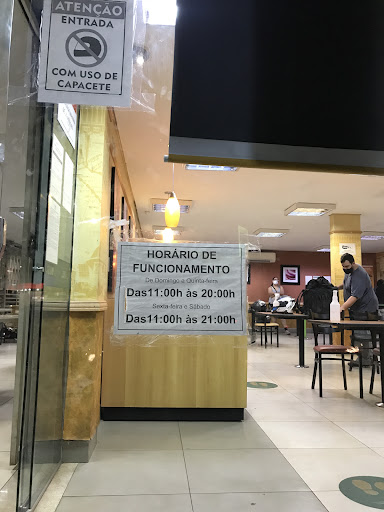 ATENÇÃO
ENTRADA
COM USO DE
CAPACETE
HORÁRIO DE
FUNCIONAMENTO
De Domingo a Quinta-feira
Das11:00h às 20:00h
Sexta-feira e Sábado
Das11:00h às 21:00h